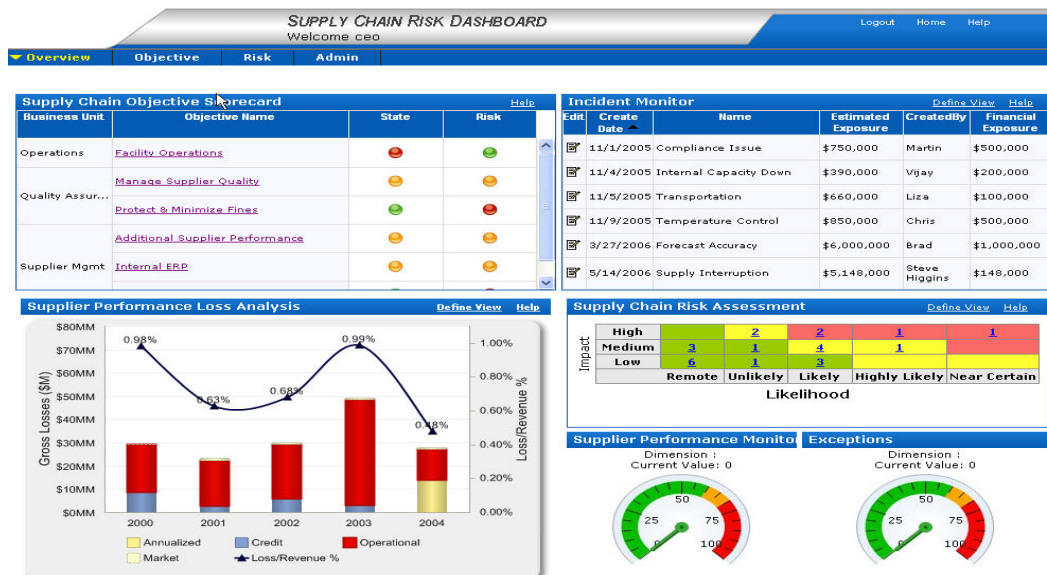 SUPPLY CHAIN RISK DASHBOARD
Welcome ceo
Logout Home Help
Overview Objective Risk Admin
Supply Chain Objective Scorecard Help
Business Unit Objective Name State Risk
Operations Facility Operations
Manage Supplier Quality
Quality Assur...
Protect & Minimize Fines
Additional Supplier Performance
Supplier Mgmt Internal ERP
Incident Monitor Define View Help
Edit Create Date Name Estimated Exposure CreatedBy Financial Exposure
11/1/2005 Compliance Issue $750,000 Martin $500,000
11/4/2005 Internal Capacity Down $390,000 Vijay $200,000
11/5/2005 Transportation $660,000 Liza $100,000
11/9/2005 Temperature Control $850,000 Chris $500,000
3/27/2006 Forecast Accuracy $6,000,000 Brad $1,000,000
5/14/2006 Supply Interruption $5,148,000 Steve Higgins $148,000
Supplier Performance Loss Analysis Define View Help
Gross Losses ($M)
$80MM
$70MM
$60MM
$50MM
$40MM
$30MM
$20MM
$10MM
$0MM
0.98%
0.63%
0.68%
0.99%
0.48%
1.00%
0.80%
0.60%
0.40%
0.20%
0.00%
Loss/Revenue %
2000 2001 2002 2003 2004
Annualized Credit Operational
Market Loss/Revenue %
Supply Chain Risk Assessment Define View Help
Impact
High 2 2 1 1
Medium 3 1 4 1
Low 6 1 3
Remote Unlikely Likely Highly Likely Near Certain
Likelihood
Supplier Performance Monito
Dimension :
Current Value: 0
0 25 50 75 100
Exceptions
Dimension :
Current Value: 0
0 25 50 75 100